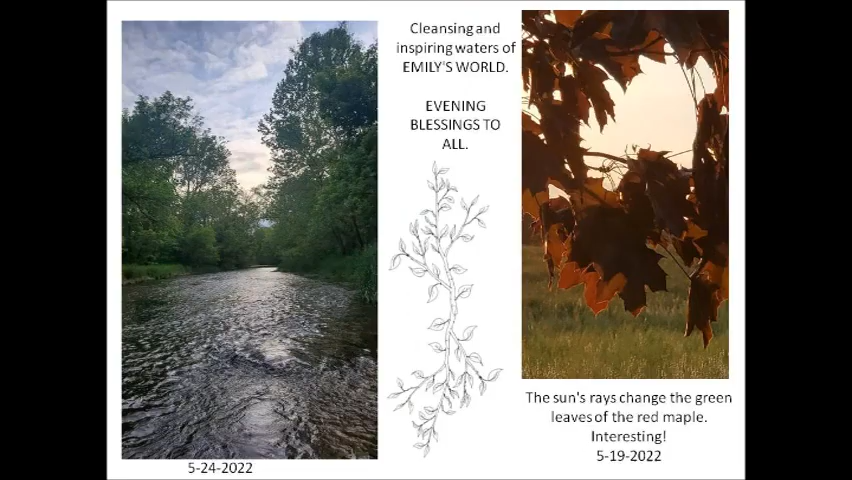 Cleansing and
inspiring waters of
EMILY'S WORLD.
EVENING
BLESSINGS TO
ALL.
5-24-2022
The sun's rays change the green
leaves of the red maple.
Interesting!
5-19-2022